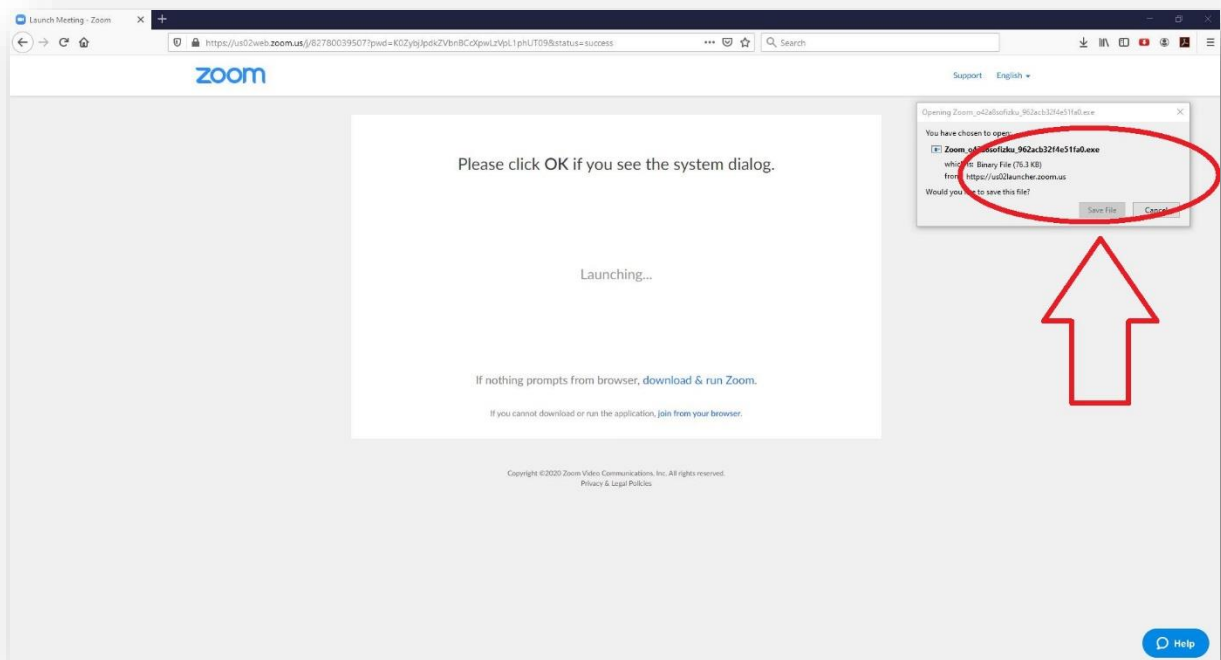 Launch Meeting - Zoom
https://us02web.zoom.us/j/82780039507?pwd=K0ZybjJpdkZVbnBCcXpwLzVpL1phUT09&status=success
Search
zoom
Support English
Opening Zoom_o42a8sofizku_962acb32f4e51fa0.exe
You have chosen to open:
Zoom_o42a8sofizku_962acb32f4e51fa0.exe
which is: Binary File (76.3 KB)
from: https://us02launcher.zoom.us
Would you like to save this file?
Save File Cancel
Please click OK if you see the system dialog.
Launching...
If nothing prompts from browser, download & run Zoom.
If you cannot download or run the application, join from your browser.
Copyright ©2020 Zoom Video Communications, Inc. All rights reserved.
Privacy & Legal Policies
Help